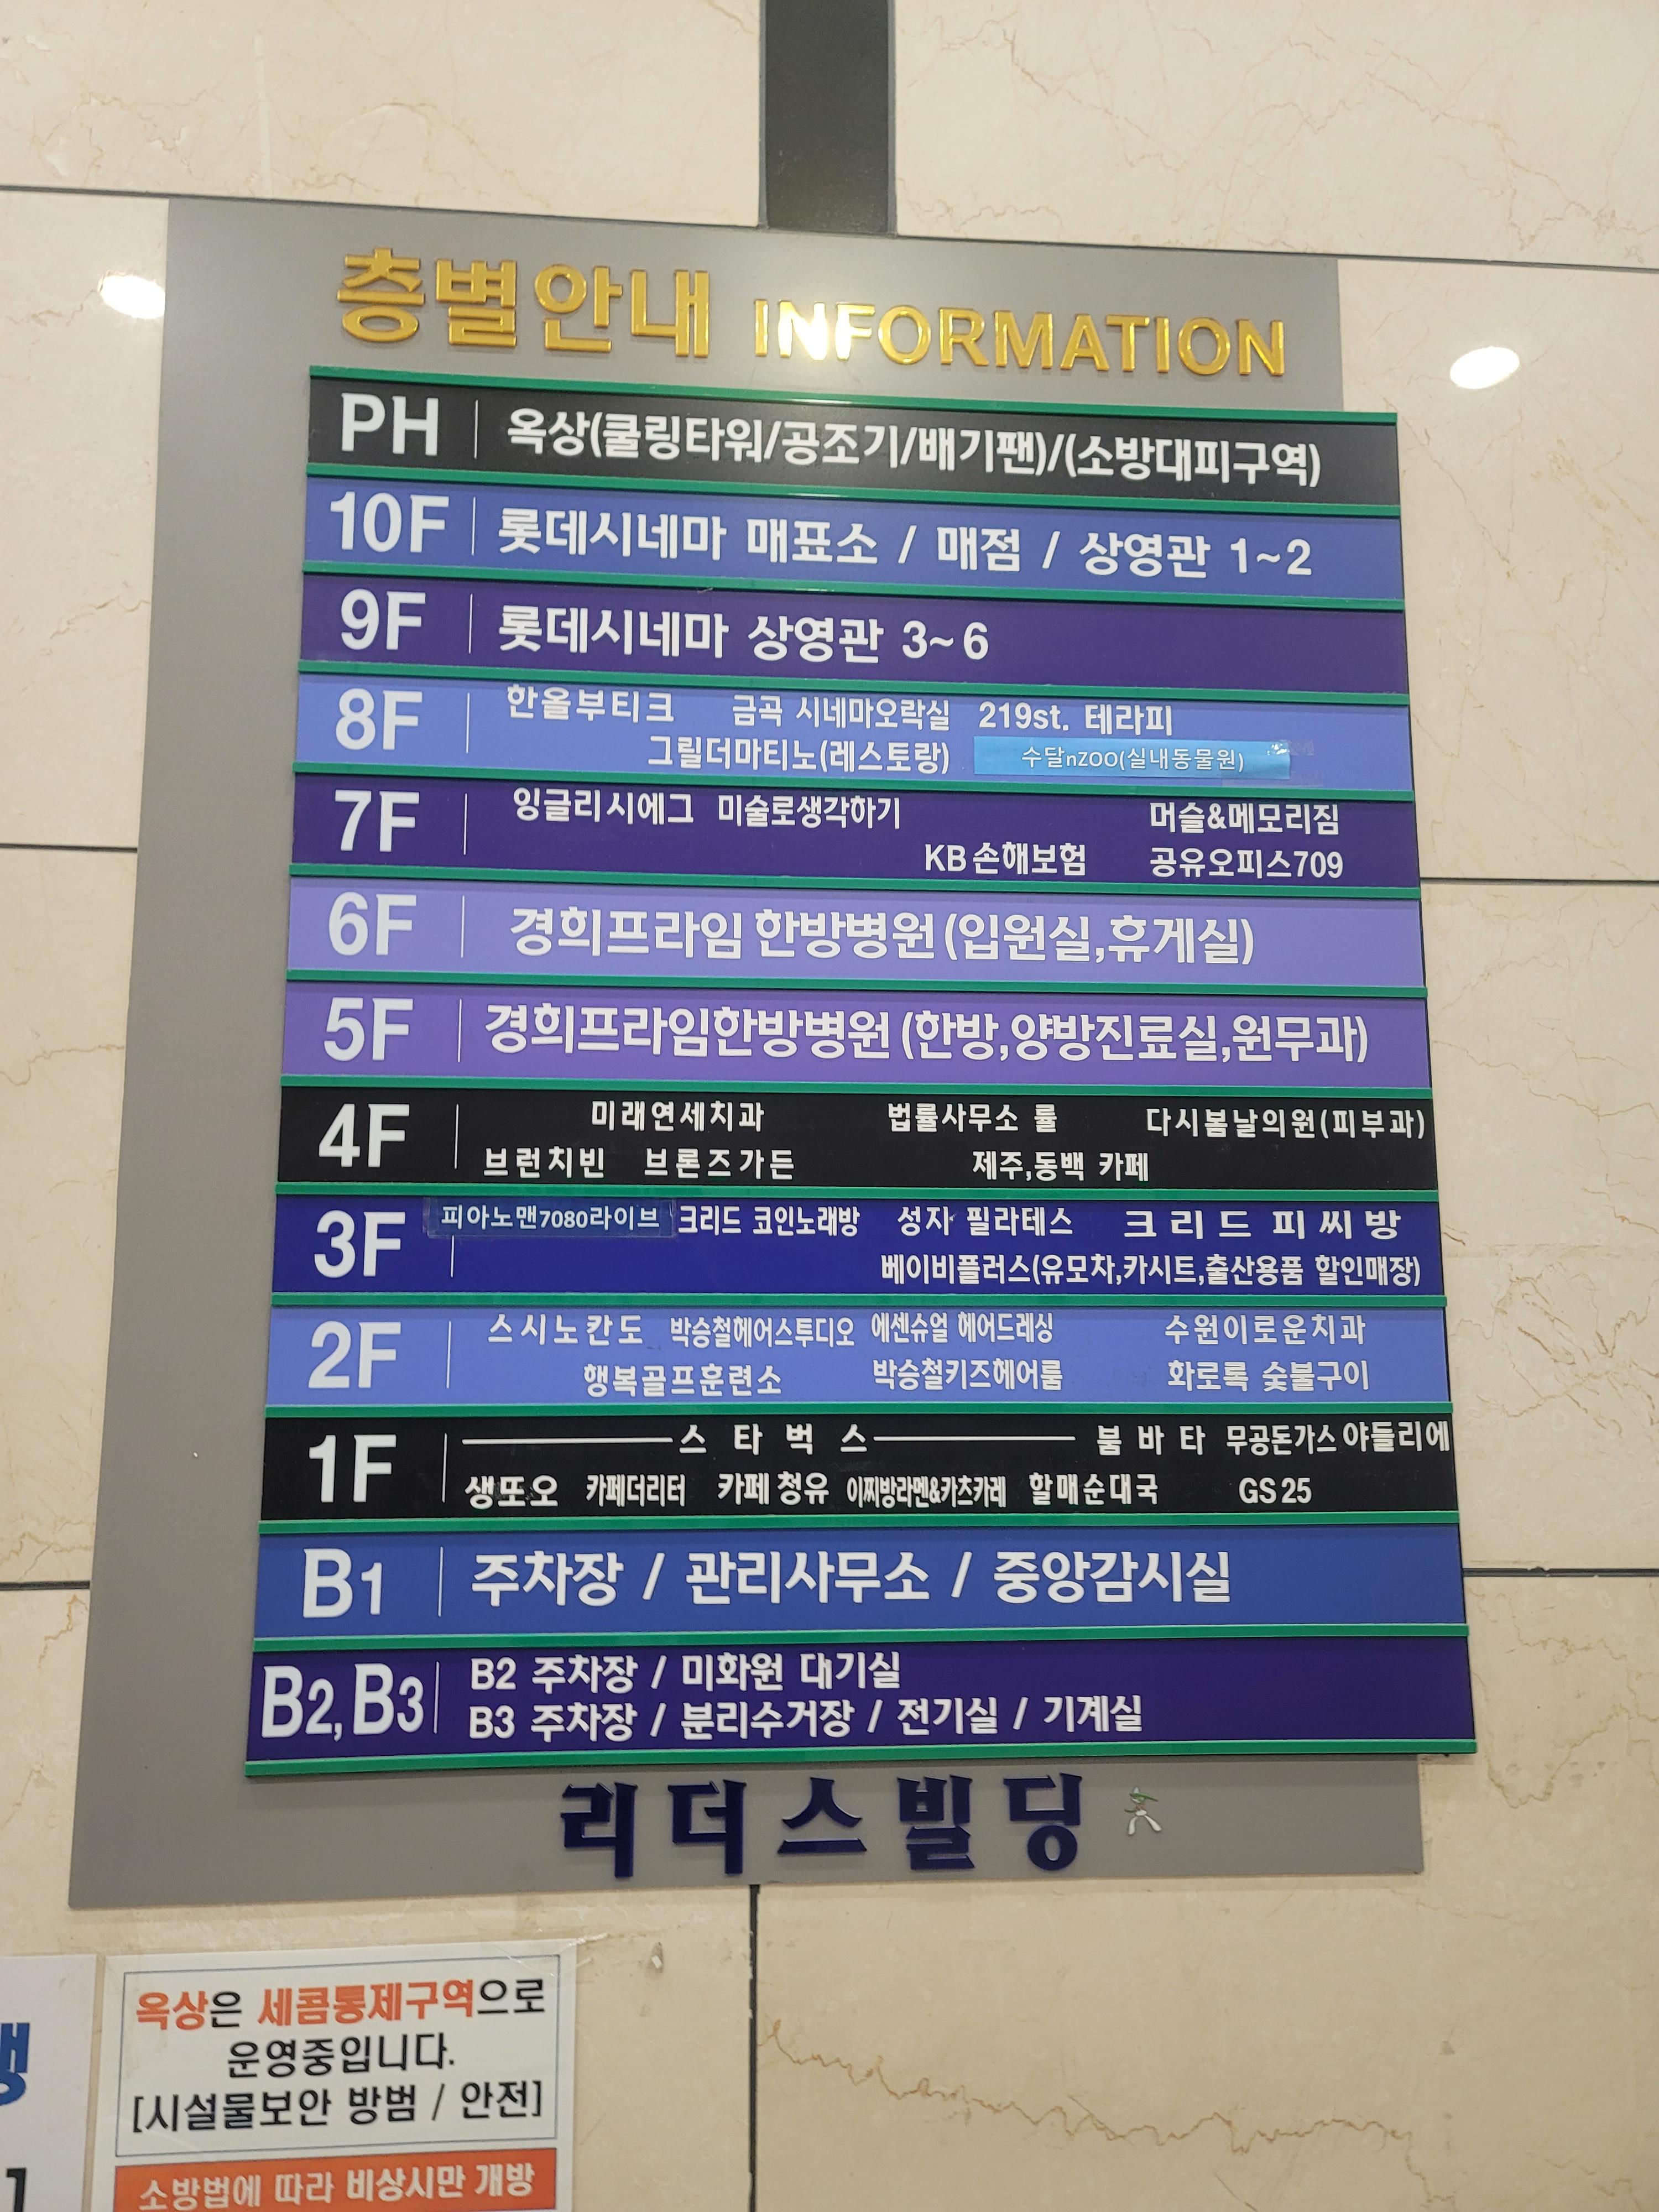 층별안내 INFORMATION
PH 옥상(쿨링타워/공조기/배기팬)/(소방대피구역)
10F 롯데시네마 매표소 / 매점 / 상영관 1~2
9F 롯데시네마 상영관 3~6
8F 한올부티크 금곡 시네마오락실 219st. 테라피
그릴더마티노(레스토랑) 수달nZOO(실내동물원)
7F 잉글리시에그 미술로생각하기 머슬&메모리짐
KB손해보험 공유오피스709
6F 경희프라임 한방병원(입원실,휴게실)
5F 경희프라임한방병원(한방,양방진료실,원무과)
4F 미래연세치과 법률사무소 룰 다시봄날의원(피부과)
브런치빈 브론즈가든 제주,동백 카페
3F 피아노맨7080라이브 크리드 코인노래방 성지 필라테스 크리드피씨방
베이비플러스(유모차,카시트,출산용품 할인매장)
2F 스시노칸도 박승철헤어스투디오 에센슈얼 헤어드레싱 수원이로운치과
행복골프훈련소 박승철키즈헤어룸 화로록 숯불구이
1F 스타벅스 붐바타 무공돈가스 야들리에
생또오 카페더리터 카페 청유 이찌방라멘&카츠카레 할매순대국 GS25
B1 주차장 / 관리사무소 / 중앙감시실
B2,B3 B2 주차장 / 미화원 대기실
B3 주차장 / 분리수거장 / 전기실 / 기계실
리더스빌딩
옥상은 세콤통제구역으로
운영중입니다.
[시설물보안 방범 / 안전]
소방법에 따라 비상시만 개방